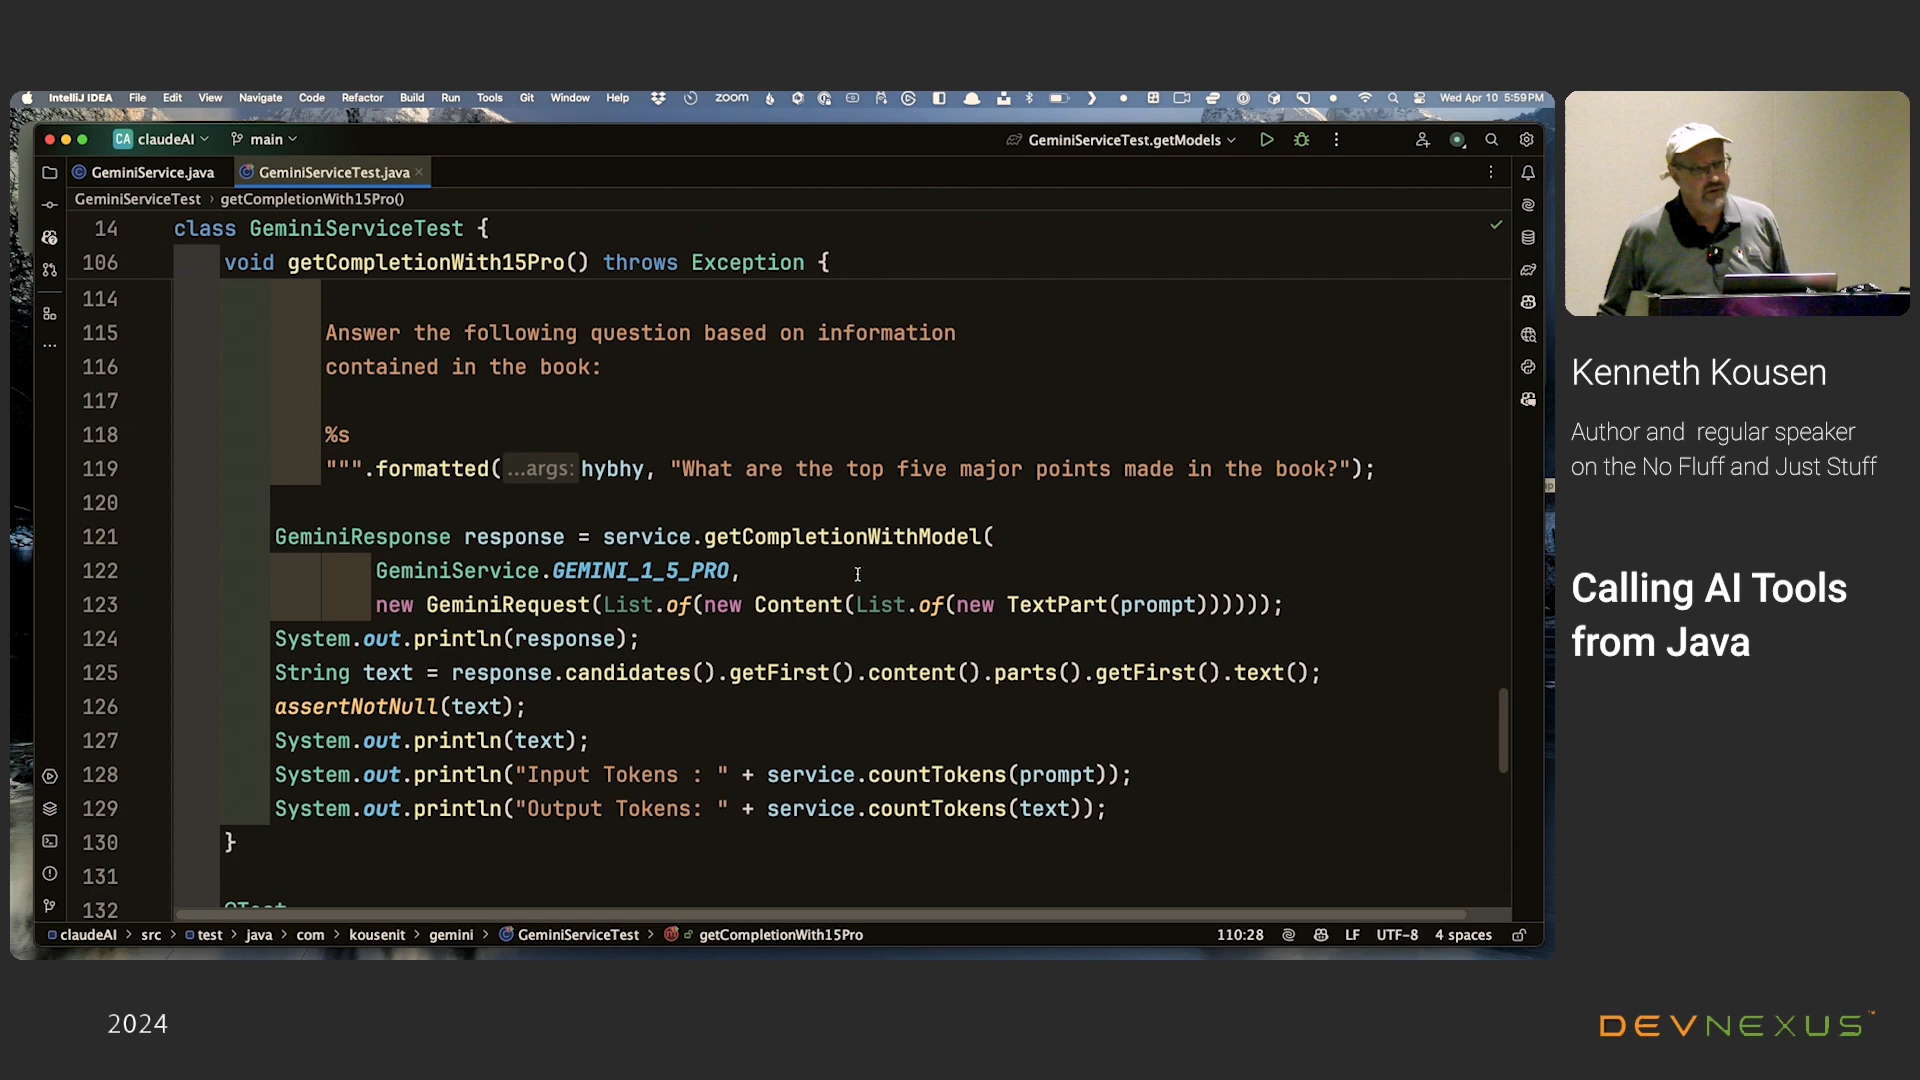 IntelliJ IDEA File Edit View Navigate Code Refactor Build Run Tools Git Window Help zoom Wed Apr 10 5:59 PM
CA claudeAI main GeminiServiceTest.getModels
GeminiService.java GeminiServiceTest.java
GeminiServiceTest › getCompletionWith15Pro()
14 class GeminiServiceTest {
106 void getCompletionWith15Pro() throws Exception {
114
115 Answer the following question based on information
116 contained in the book:
117
118 %s
119 """.formatted( ...args: hybhy, "What are the top five major points made in the book?");
120
121 GeminiResponse response = service.getCompletionWithModel(
122 GeminiService.GEMINI_1_5_PRO,
123 new GeminiRequest(List.of(new Content(List.of(new TextPart(prompt))))));
124 System.out.println(response);
125 String text = response.candidates().getFirst().content().parts().getFirst().text();
126 assertNotNull(text);
127 System.out.println(text);
128 System.out.println("Input Tokens : " + service.countTokens(prompt));
129 System.out.println("Output Tokens: " + service.countTokens(text));
130 }
131
132 @Test
claudeAI > src > test > java > com > kousenit > gemini > GeminiServiceTest > getCompletionWith15Pro 110:28 LF UTF-8 4 spaces
Kenneth Kousen
Author and regular speaker
on the No Fluff and Just Stuff
Calling AI Tools
from Java
2024
DEVNEXUS™